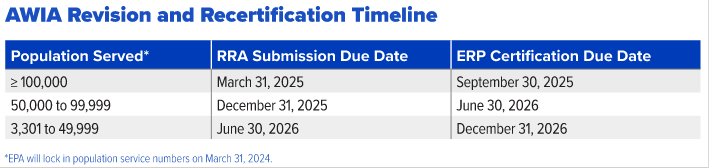 AWIA Revision and Recertification Timeline
Population Served* RRA Submission Due Date ERP Certification Due Date
≥ 100,000 March 31, 2025 September 30, 2025
50,000 to 99,999 December 31, 2025 June 30, 2026
3,301 to 49,999 June 30, 2026 December 31, 2026
*EPA will lock in population service numbers on March 31, 2024.